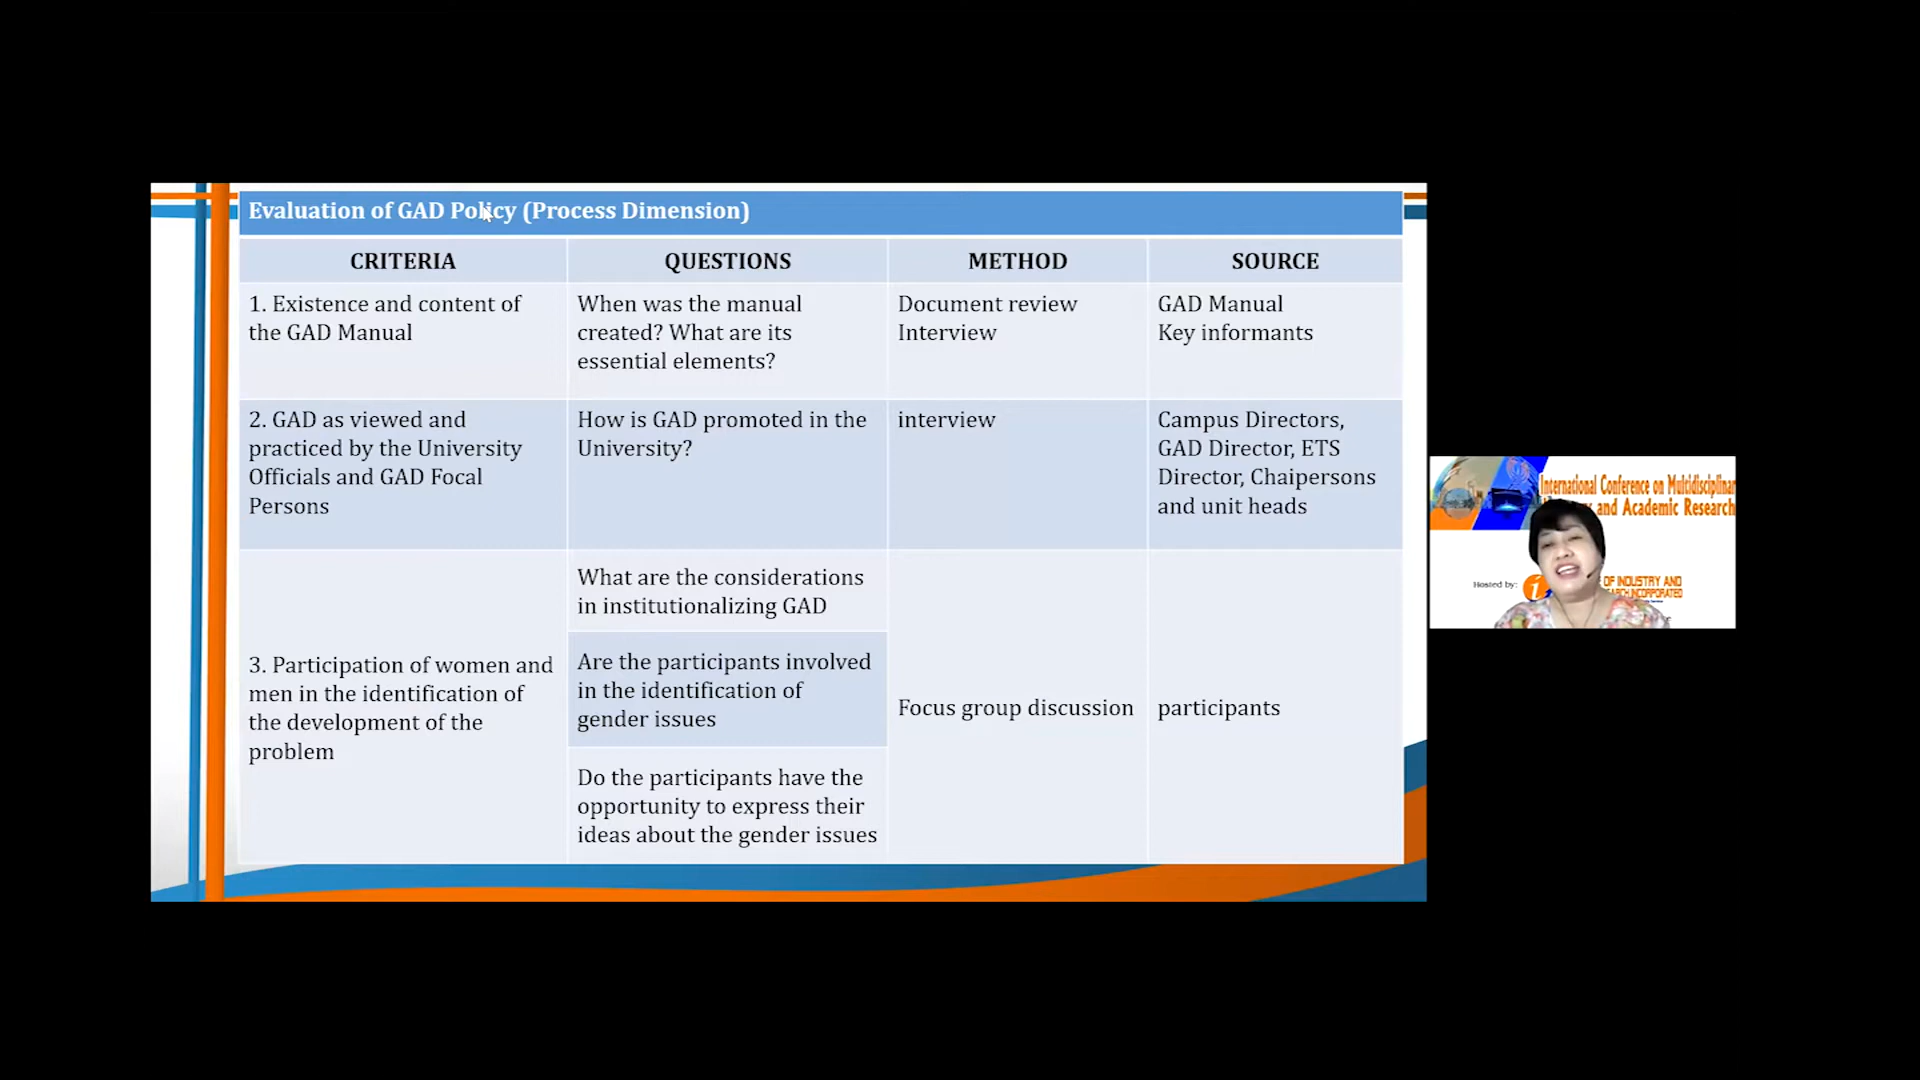 Evaluation of GAD Policy (Process Dimension)
CRITERIA
QUESTIONS
METHOD
SOURCE
1. Existence and content of
the GAD Manual
When was the manual
created? What are its
essential elements?
Document review
Interview
GAD Manual
Key informants
2. GAD as viewed and
practiced by the University
Officials and GAD Focal
Persons
How is GAD promoted in the
University?
interview
Campus Directors,
GAD Director, ETS
Director, Chaipersons
and unit heads
3. Participation of women and
men in the identification of
the development of the
problem
What are the considerations
in institutionalizing GAD
Are the participants involved
in the identification of
gender issues
Do the participants have the
opportunity to express their
ideas about the gender issues
Focus group discussion
participants
International Conference on Multidisciplinar
and Academic Research
Hosted by:
OF INDUSTRY AND
INCORPORATED